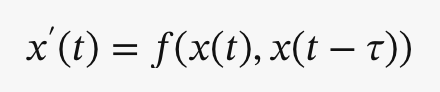 x′(t) = f(x(t), x(t − τ))